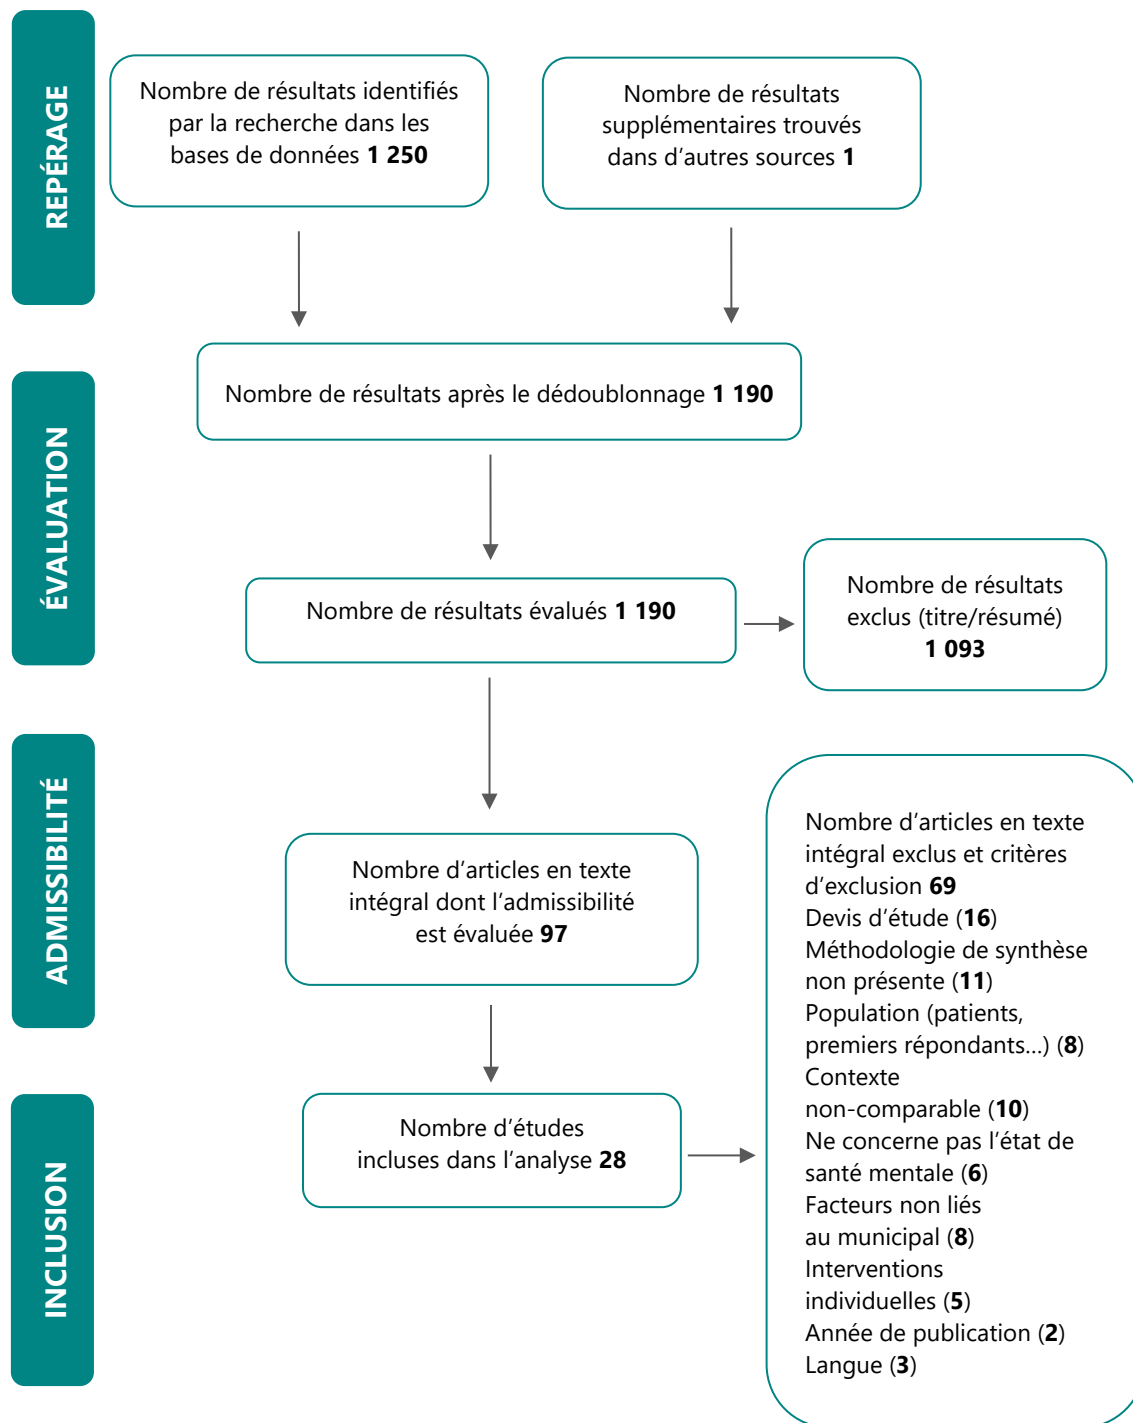 REPÉRAGE
Nombre de résultats identifiés
par la recherche dans les
bases de données 1 250
Nombre de résultats
supplémentaires trouvés
dans d’autres sources 1
Nombre de résultats après le dédoublonnage 1 190
ÉVALUATION
Nombre de résultats évalués 1 190
Nombre de résultats
exclus (titre/résumé)
1 093
ADMISSIBILITÉ
Nombre d’articles en texte
intégral dont l’admissibilité
est évaluée 97
INCLUSION
Nombre d’études
incluses dans l’analyse 28
Nombre d’articles en texte
intégral exclus et critères
d’exclusion 69
Devis d’étude (16)
Méthodologie de synthèse
non présente (11)
Population (patients,
premiers répondants…) (8)
Contexte
non-comparable (10)
Ne concerne pas l’état de
santé mentale (6)
Facteurs non liés
au municipal (8)
Interventions
individuelles (5)
Année de publication (2)
Langue (3)